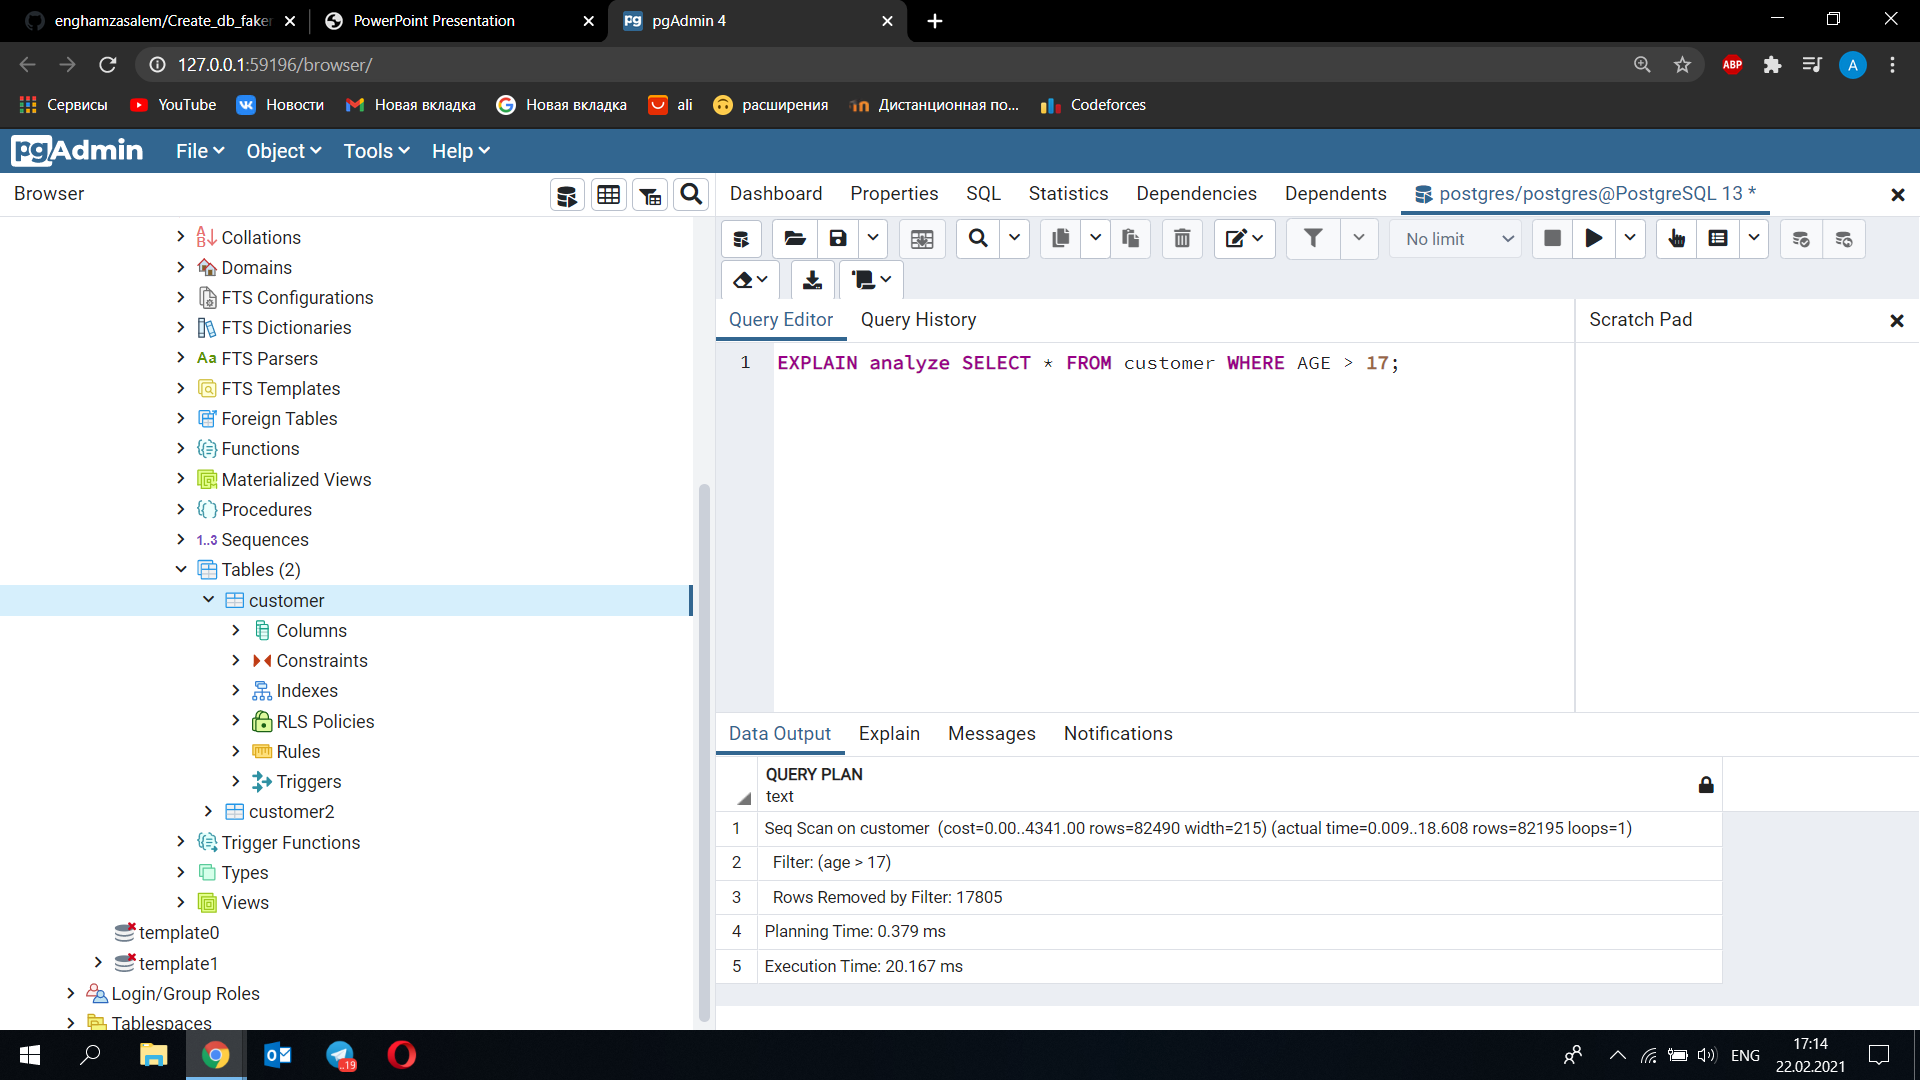 enghamzasalem/Create_db_faker
PowerPoint Presentation
pgAdmin 4
127.0.0.1:59196/browser/
ABP
A
Сервисы
YouTube
Новости
Новая вкладка
Новая вкладка
ali
расширения
Дистанционная по...
Codeforces
pgAdmin
File
Object
Tools
Help
Browser
Dashboard
Properties
SQL
Statistics
Dependencies
Dependents
postgres/postgres@PostgreSQL 13 *
No limit
Collations
Domains
FTS Configurations
FTS Dictionaries
Aa FTS Parsers
FTS Templates
Foreign Tables
Functions
Materialized Views
Procedures
1..3 Sequences
Tables (2)
customer
Columns
Constraints
Indexes
RLS Policies
Rules
Triggers
customer2
Trigger Functions
Types
Views
template0
template1
Login/Group Roles
Tablespaces
Query Editor
Query History
Scratch Pad
1 EXPLAIN analyze SELECT * FROM customer WHERE AGE > 17;
Data Output
Explain
Messages
Notifications
QUERY PLAN
text
1 Seq Scan on customer (cost=0.00..4341.00 rows=82490 width=215) (actual time=0.009..18.608 rows=82195 loops=1)
2 Filter: (age > 17)
3 Rows Removed by Filter: 17805
4 Planning Time: 0.379 ms
5 Execution Time: 20.167 ms
..19
ENG
17:14
22.02.2021